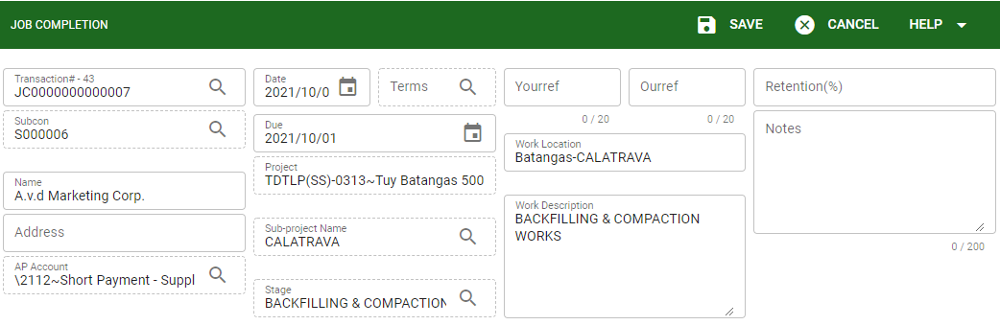 JOB COMPLETION
SAVE
CANCEL
HELP
Transaction# - 43
JC0000000000007
Subcon
S000006
Name
A.v.d Marketing Corp.
Address
AP Account
\2112~Short Payment - Suppl
Date
2021/10/0
Terms
Due
2021/10/01
Project
TDTLP(SS)-0313~Tuy Batangas 500
Sub-project Name
CALATRAVA
Stage
BACKFILLING & COMPACTION
Yourref
0 / 20
Ourref
0 / 20
Work Location
Batangas-CALATRAVA
Work Description
BACKFILLING & COMPACTION
WORKS
Retention(%)
Notes
0 / 200